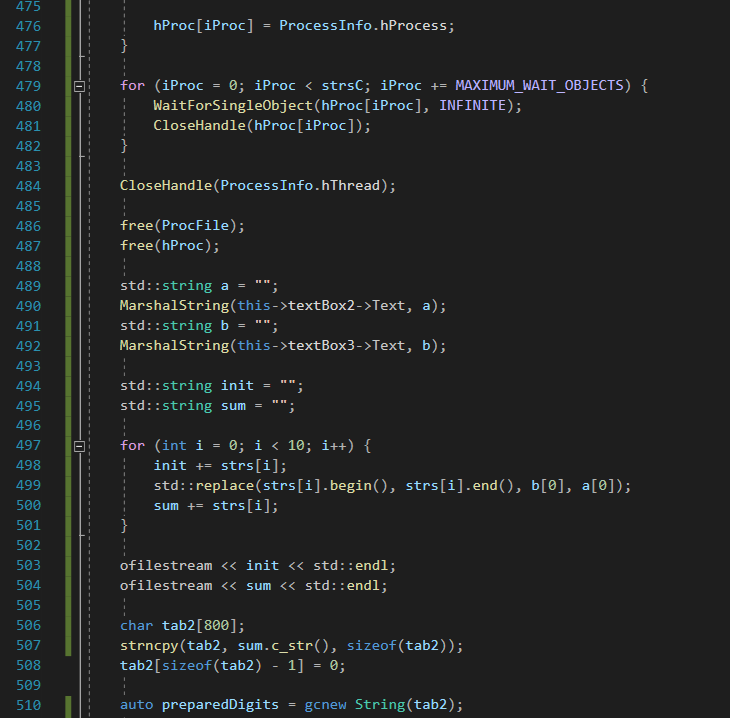 475
476 hProc[iProc] = ProcessInfo.hProcess;
477 }
478
479 for (iProc = 0; iProc < strsC; iProc += MAXIMUM_WAIT_OBJECTS) {
480 WaitForSingleObject(hProc[iProc], INFINITE);
481 CloseHandle(hProc[iProc]);
482 }
483
484 CloseHandle(ProcessInfo.hThread);
485
486 free(ProcFile);
487 free(hProc);
488
489 std::string a = "";
490 MarshalString(this->textBox2->Text, a);
491 std::string b = "";
492 MarshalString(this->textBox3->Text, b);
493
494 std::string init = "";
495 std::string sum = "";
496
497 for (int i = 0; i < 10; i++) {
498 init += strs[i];
499 std::replace(strs[i].begin(), strs[i].end(), b[0], a[0]);
500 sum += strs[i];
501 }
502
503 ofilestream << init << std::endl;
504 ofilestream << sum << std::endl;
505
506 char tab2[800];
507 strncpy(tab2, sum.c_str(), sizeof(tab2));
508 tab2[sizeof(tab2) - 1] = 0;
509
510 auto preparedDigits = gcnew String(tab2);